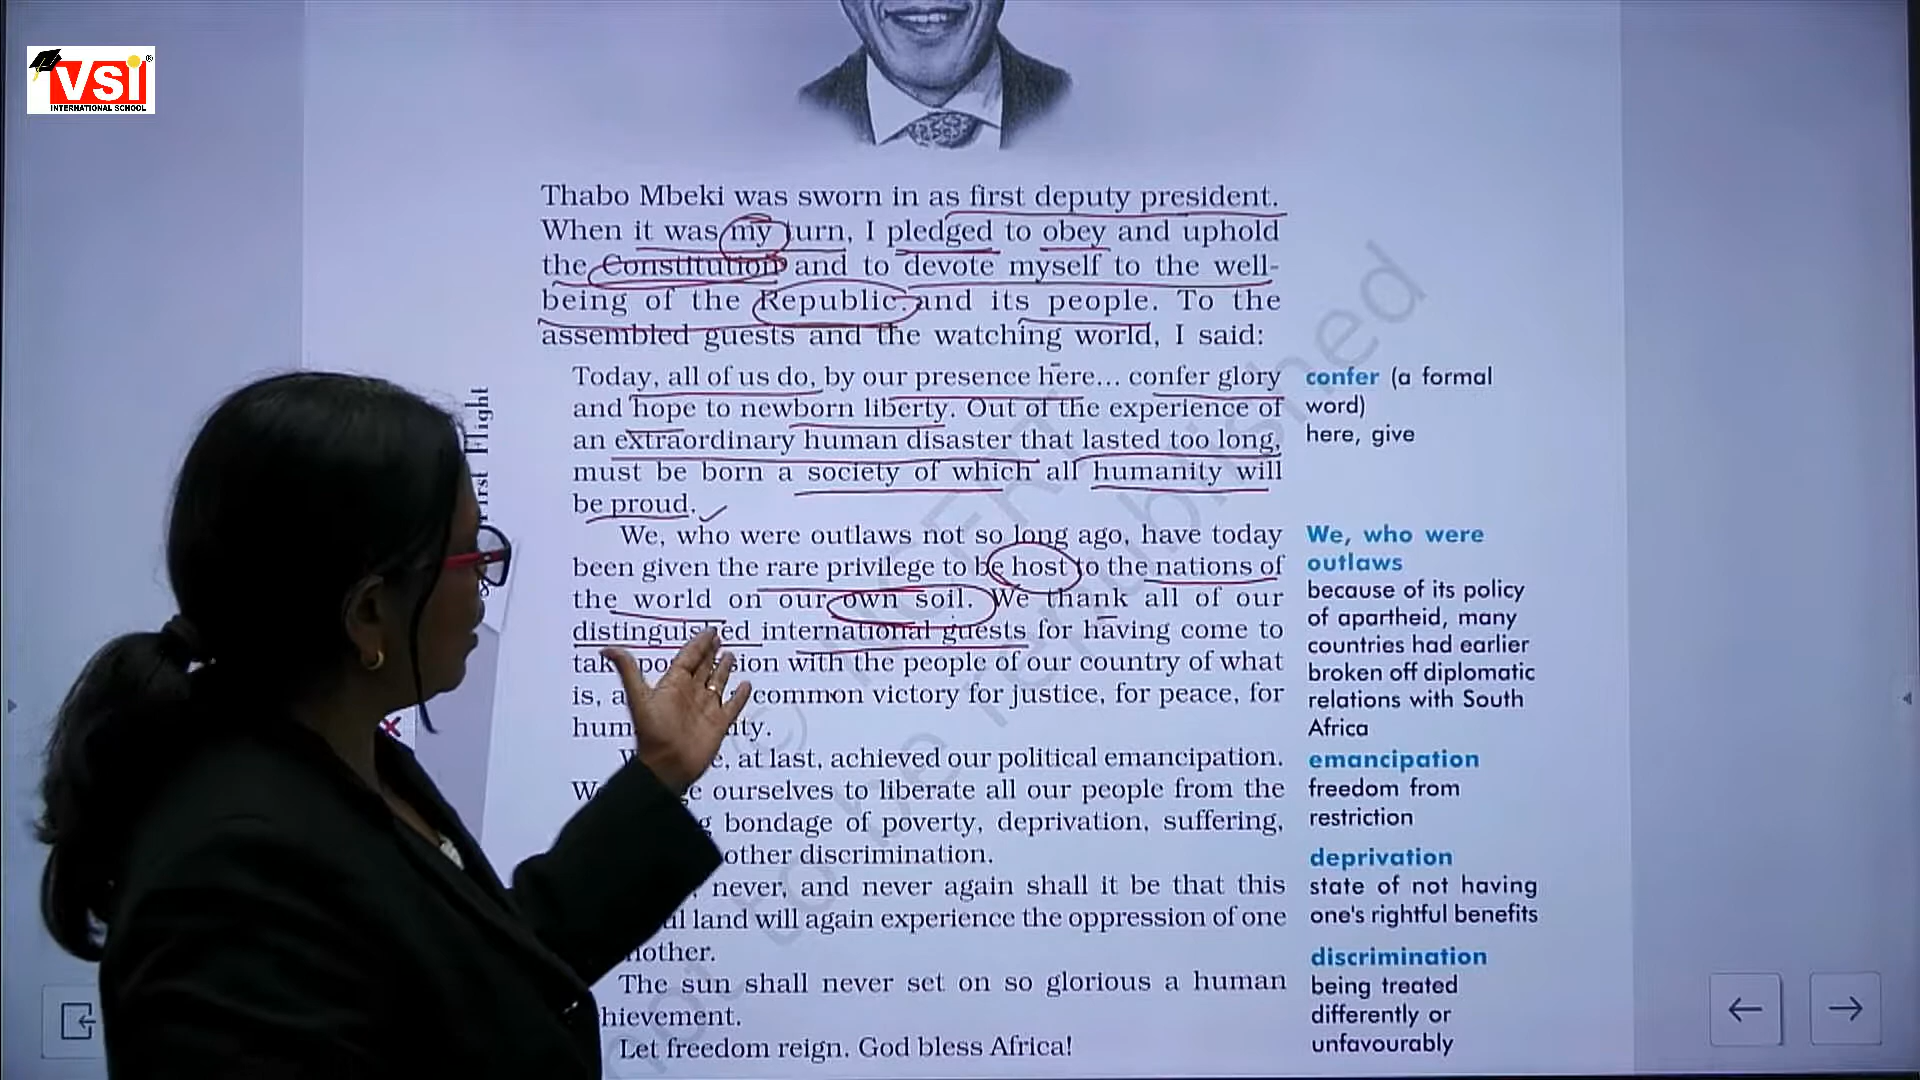 VSI
INTERNATIONAL SCHOOL
Thabo Mbeki was sworn in as first deputy president.
When it was my turn, I pledged to obey and uphold
the Constitution and to devote myself to the well-
being of the Republic and its people. To the
assembled guests and the watching world, I said:
Today, all of us do, by our presence here... confer glory
and hope to newborn liberty. Out of the experience of
an extraordinary human disaster that lasted too long,
must be born a society of which all humanity will
be proud.
We, who were outlaws not so long ago, have today
been given the rare privilege to be host to the nations of
the world on our own soil. We thank all of our
distinguished international guests for having come to
with the people of our country of what
is, common victory for justice, for peace, for
at last, achieved our political emancipation.
ourselves to liberate all our people from the
bondage of poverty, deprivation, suffering,
other discrimination.
never, and never again shall it be that this
land will again experience the oppression of one
The sun shall never set on so glorious a human
Let freedom reign. God bless Africa!
confer (a formal
word)
here, give
We, who were
outlaws
because of its policy
of apartheid, many
countries had earlier
broken off diplomatic
relations with South
Africa
emancipation
freedom from
restriction
deprivation
state of not having
one's rightful benefits
discrimination
being treated
differently or
unfavourably
Flight